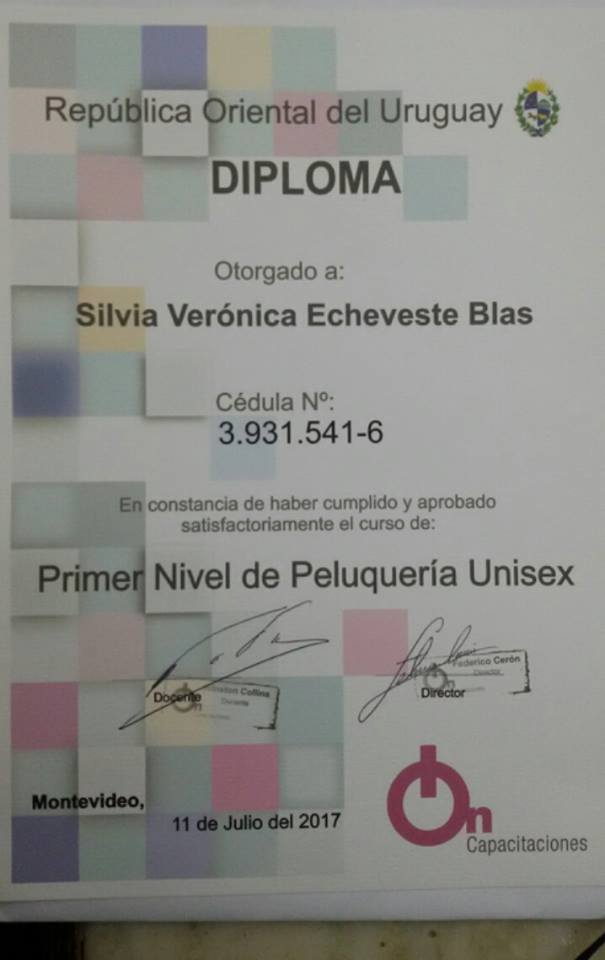 República Oriental del Uruguay
DIPLOMA
Otorgado a:
Silvia Verónica Echeveste Blas
Cédula Nº:
3.931.541-6
En constancia de haber cumplido y aprobado
satisfactoriamente el curso de:
Primer Nivel de Peluquería Unisex
Collins
Docente
Docente
On
Federico Cerón
Director
On
Director
Montevideo,
11 de Julio del 2017
On
Capacitaciones